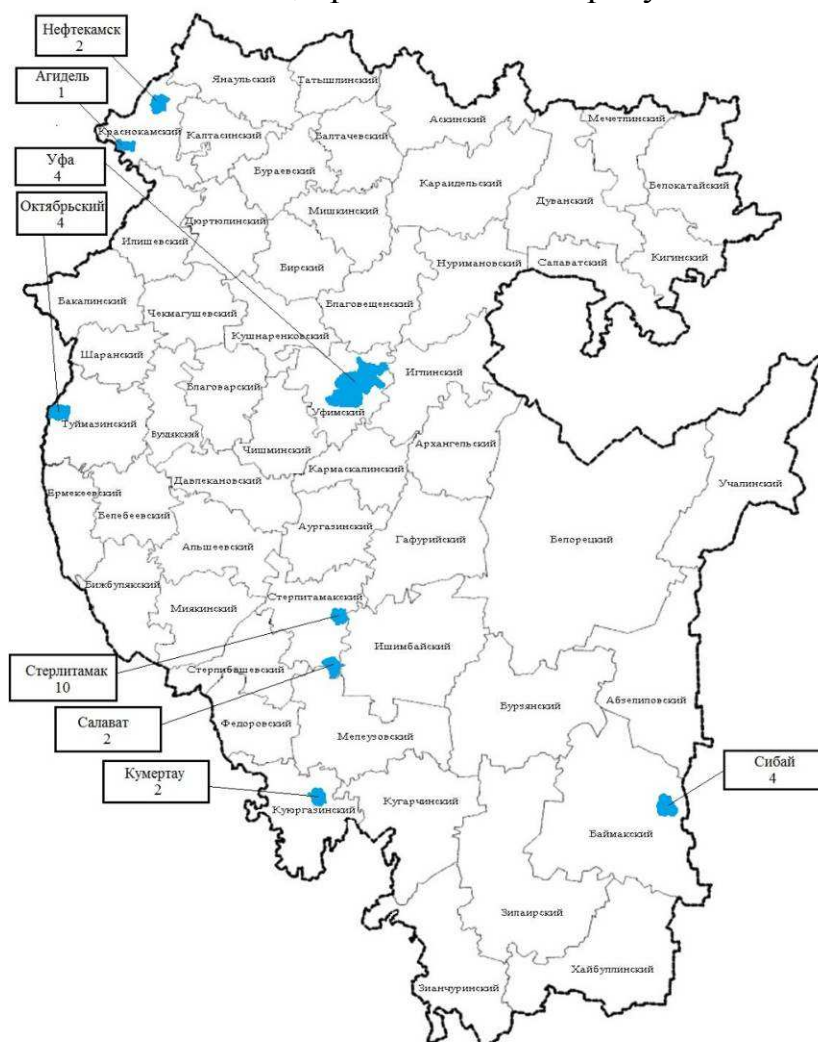 Нефтекамск
2
Агидель
1
Уфа
4
Октябрьский
4
Стерлитамак
10
Салават
2
Кумертау
2
Сибай
4
Янаульский
Татышлинский
Аскинский
Мечетлинский
Краснокамский
Калтасинский
Балтачевский
Бураевский
Караидельский
Белокатайский
Дуванский
Мишкинский
Дюртюлинский
Илишевский
Бирский
Нуримановский
Салаватский
Кигинский
Бакалинский
Чекмагушевский
Благовещенский
Кушнаренковский
Шаранский
Благоварский
Иглинский
Уфимский
Туймазинский
Буздякский
Чишминский
Архангельский
Кармаскалинский
Давлекановский
Ермекеевский
Белебеевский
Учалинский
Аургазинский
Альшеевский
Гафурийский
Белорецкий
Бижбулякский
Миякинский
Стерлитамакский
Ишимбайский
Стерлибашевский
Бурзянский
Абзелиловский
Федоровский
Мелеузовский
Куюргазинский
Кугарчинский
Баймакский
Зилаирский
Хайбуллинский
Зианчуринский